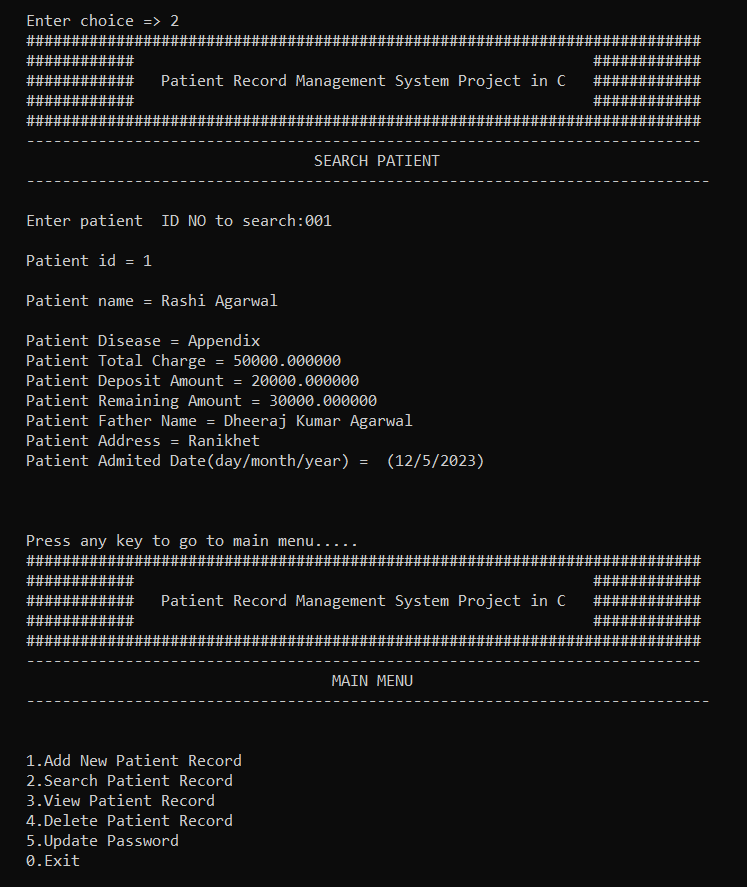 Enter choice => 2
###########################################################################
############                                                   ############
############   Patient Record Management System Project in C   ############
############                                                   ############
###########################################################################
---------------------------------------------------------------------------
SEARCH PATIENT
----------------------------------------------------------------------------
Enter patient  ID NO to search:001
Patient id = 1
Patient name = Rashi Agarwal
Patient Disease = Appendix
Patient Total Charge = 50000.000000
Patient Deposit Amount = 20000.000000
Patient Remaining Amount = 30000.000000
Patient Father Name = Dheeraj Kumar Agarwal
Patient Address = Ranikhet
Patient Admited Date(day/month/year) =  (12/5/2023)
Press any key to go to main menu.....
###########################################################################
############                                                   ############
############   Patient Record Management System Project in C   ############
############                                                   ############
###########################################################################
---------------------------------------------------------------------------
MAIN MENU
----------------------------------------------------------------------------
1.Add New Patient Record
2.Search Patient Record
3.View Patient Record
4.Delete Patient Record
5.Update Password
0.Exit